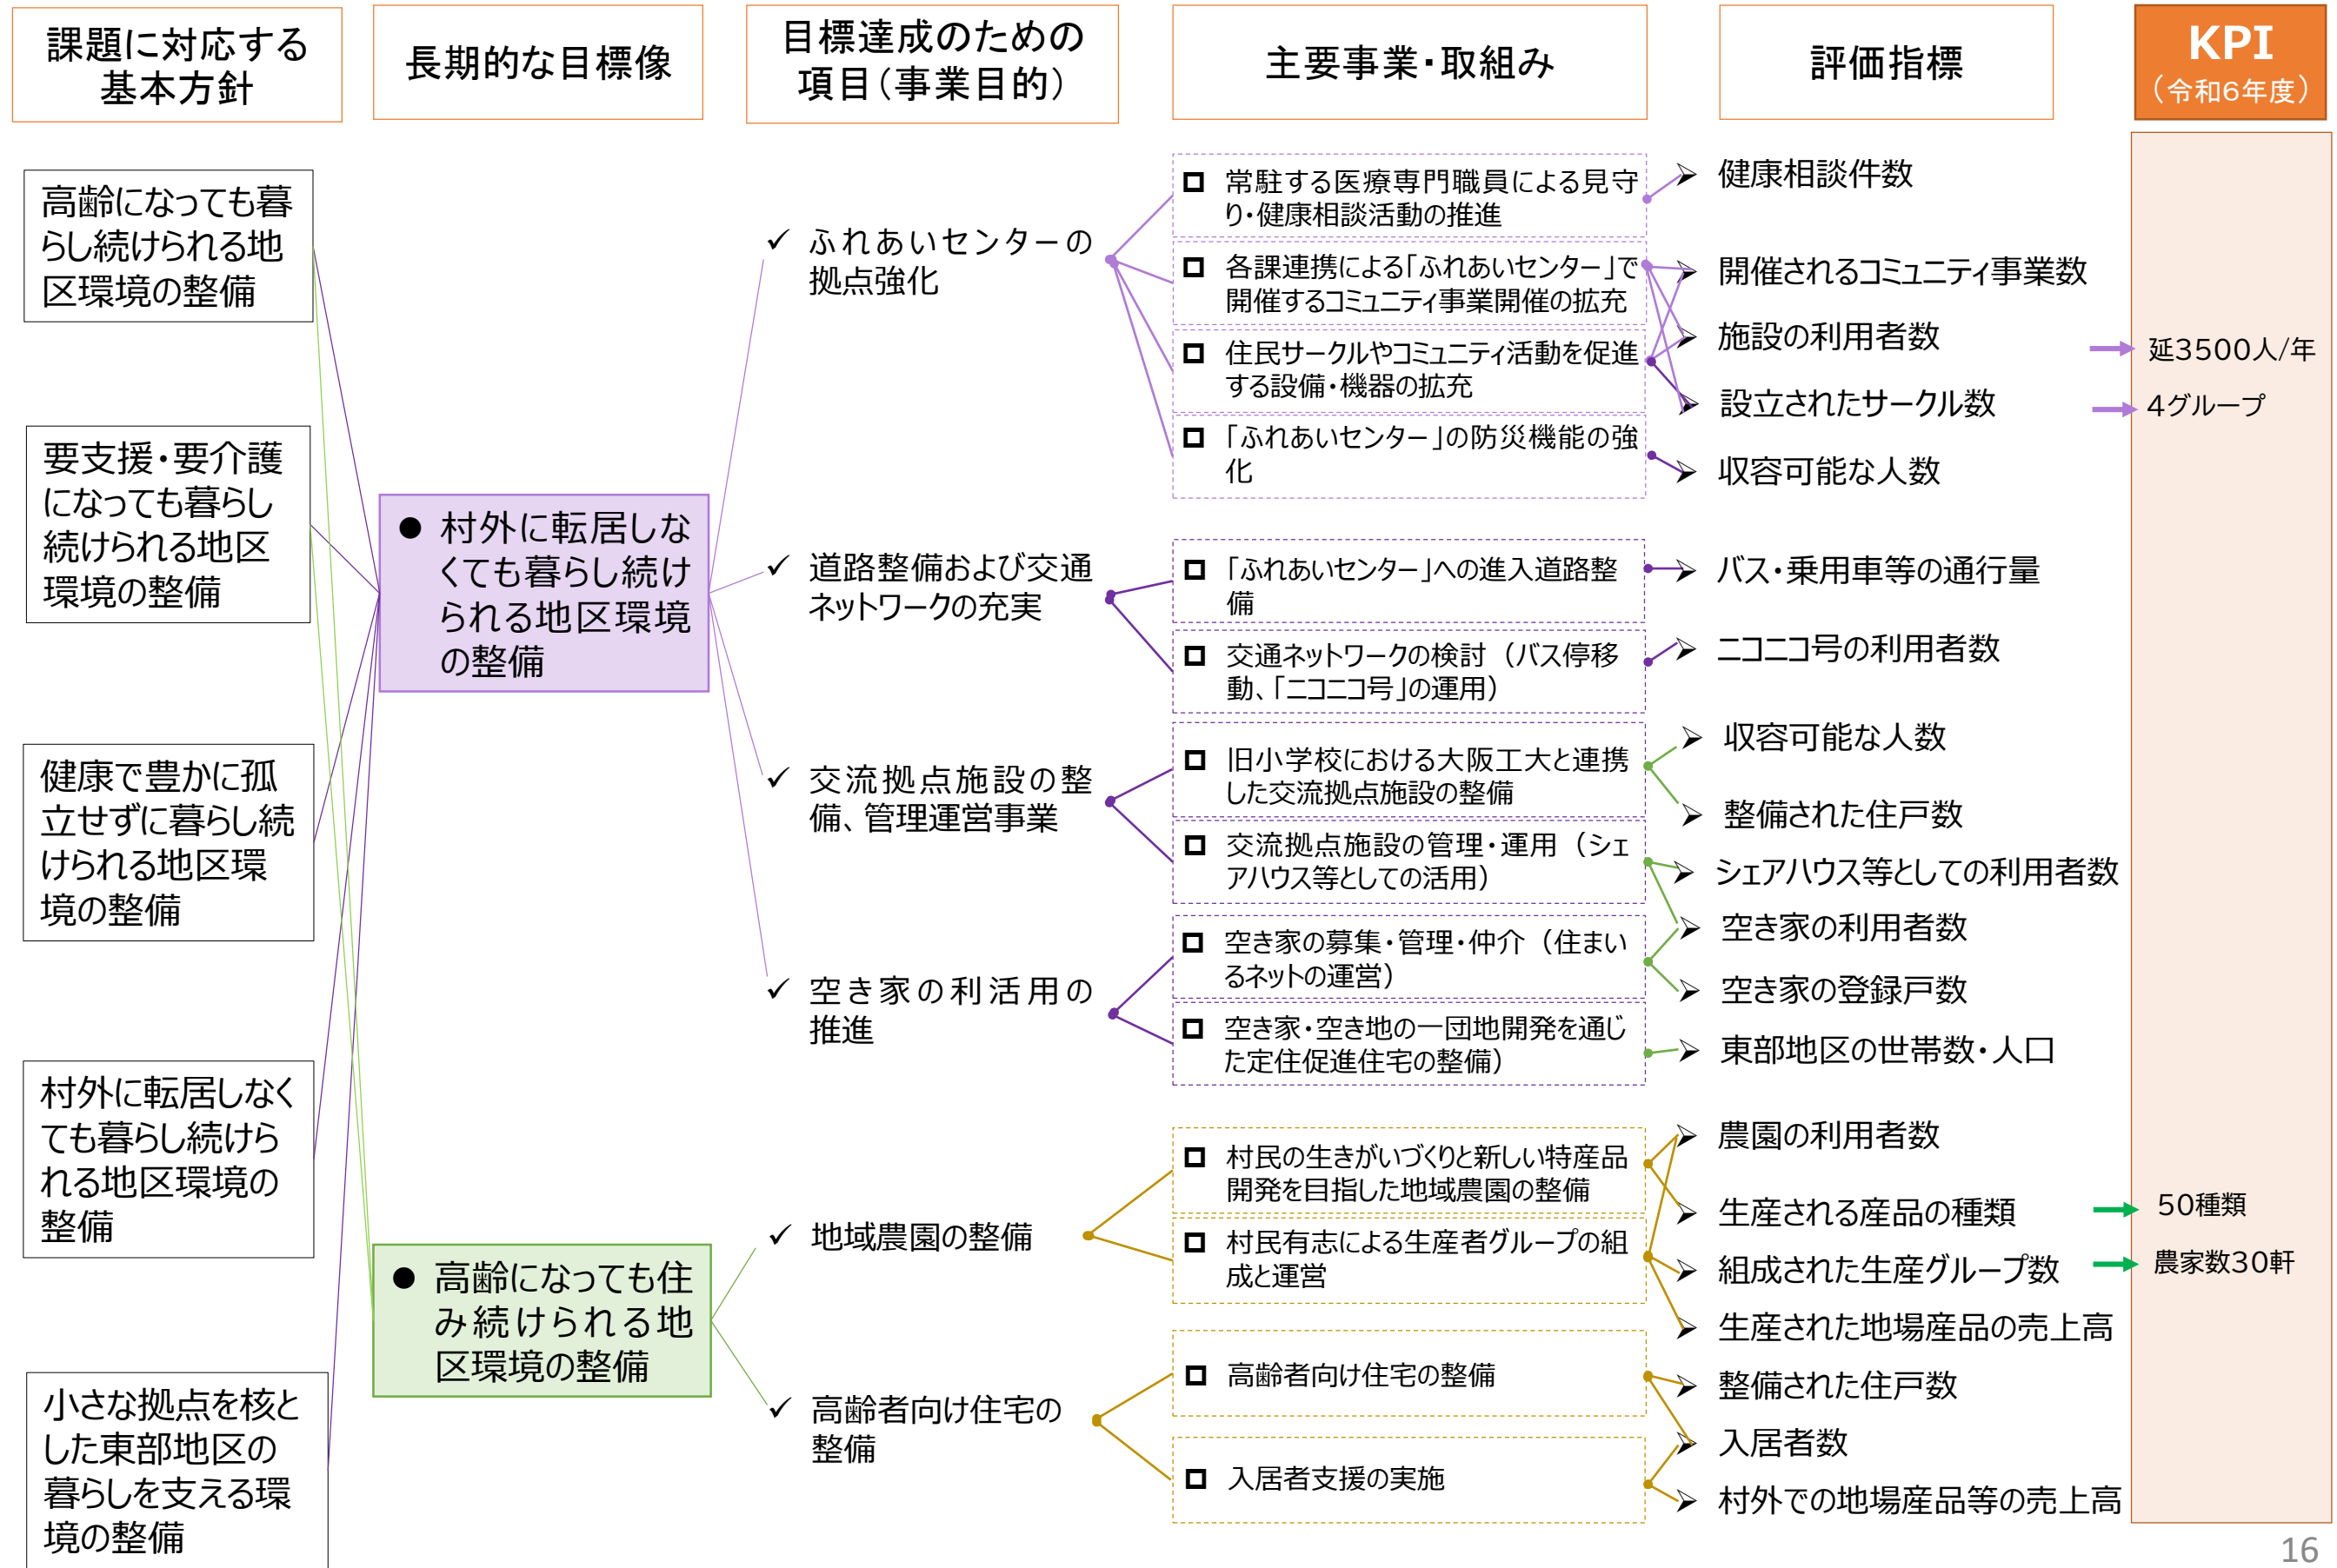 課題に対応する
基本方針
長期的な目標像
目標達成のための
項目（事業目的）
主要事業・取組み
評価指標
KPI
（令和6年度）
高齢になっても暮
らし続けられる地
区環境の整備
要支援・要介護
になっても暮らし
続けられる地区
環境の整備
健康で豊かに孤
立せずに暮らし続
けられる地区環
境の整備
村外に転居しなく
ても暮らし続けら
れる地区環境の
整備
小さな拠点を核と
した東部地区の
暮らしを支える環
境の整備
● 村外に転居しな
くても暮らし続け
られる地区環境
の整備
● 高齢になっても住
み続けられる地
区環境の整備
✓ ふれあいセンターの
拠点強化
✓ 道路整備および交通
ネットワークの充実
✓ 交流拠点施設の整
備、管理運営事業
✓ 空き家の利活用の
推進
✓ 地域農園の整備
✓ 高齢者向け住宅の
整備
常駐する医療専門職員による見守
り・健康相談活動の推進
各課連携による「ふれあいセンター」で
開催するコミュニティ事業開催の拡充
住民サークルやコミュニティ活動を促進
する設備・機器の拡充
「ふれあいセンター」の防災機能の強
化
「ふれあいセンター」への進入道路整
備
交通ネットワークの検討（バス停移
動、「ニコニコ号」の運用）
旧小学校における大阪工大と連携
した交流拠点施設の整備
交流拠点施設の管理・運用（シェ
アハウス等としての活用）
空き家の募集・管理・仲介（住まい
るネットの運営）
空き家・空き地の一団地開発を通じ
た定住促進住宅の整備）
村民の生きがいづくりと新しい特産品
開発を目指した地域農園の整備
村民有志による生産者グループの組
成と運営
高齢者向け住宅の整備
入居者支援の実施
健康相談件数
開催されるコミュニティ事業数
施設の利用者数
設立されたサークル数
収容可能な人数
バス・乗用車等の通行量
ニコニコ号の利用者数
収容可能な人数
整備された住戸数
シェアハウス等としての利用者数
空き家の利用者数
空き家の登録戸数
東部地区の世帯数・人口
農園の利用者数
生産される産品の種類
組成された生産グループ数
生産された地場産品の売上高
整備された住戸数
入居者数
村外での地場産品等の売上高
延3500人/年
4グループ
50種類
農家数30軒
16